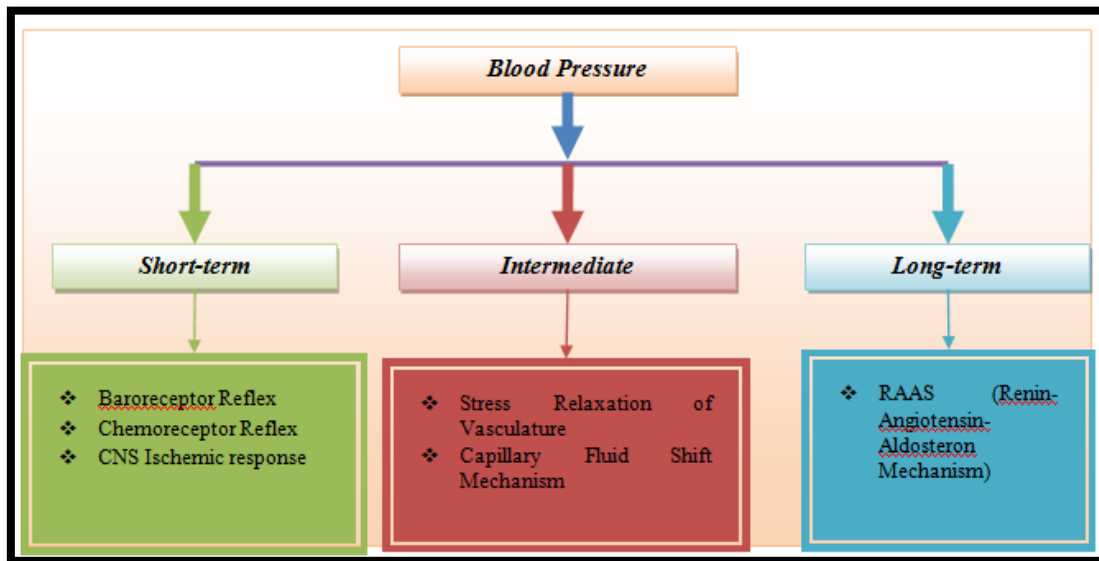 Blood Pressure
Short-term
Intermediate
Long-term
❖ Baroreceptor Reflex
❖ Chemoreceptor Reflex
❖ CNS Ischemic response
❖ Stress Relaxation of
Vasculature
❖ Capillary Fluid Shift
Mechanism
❖ RAAS (Renin-
Angiotensin-
Aldosteron
Mechanism)